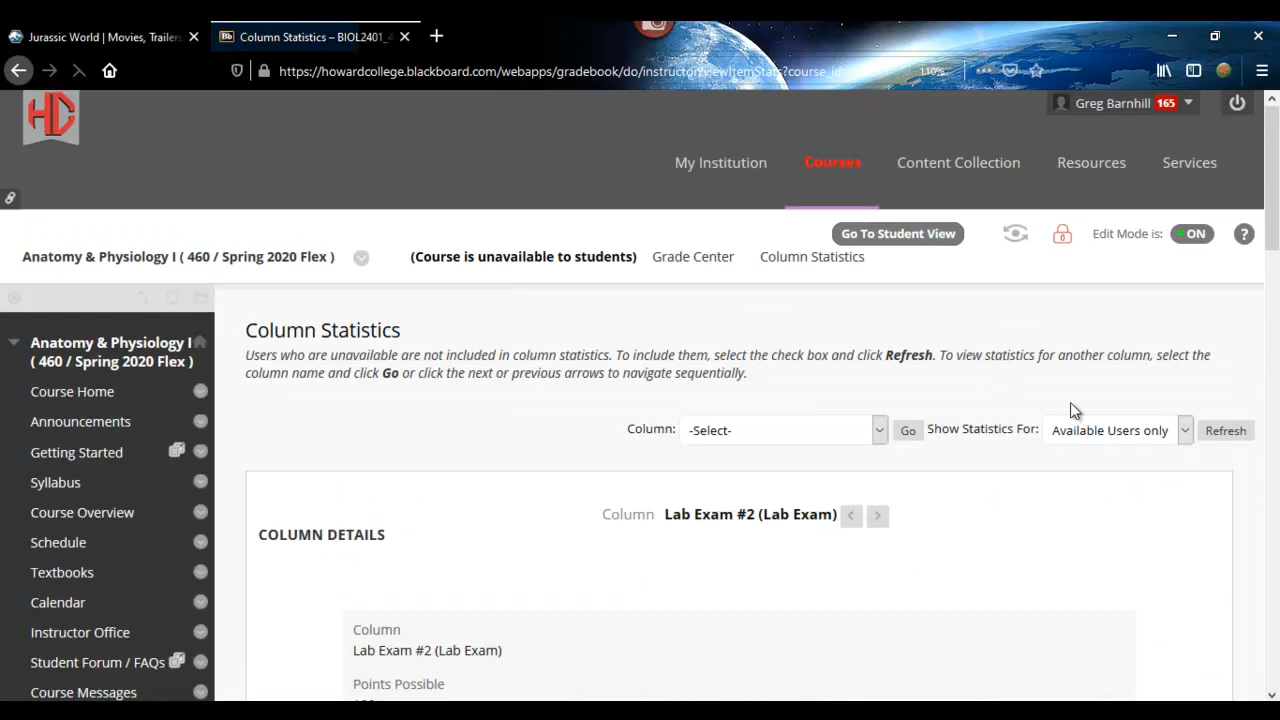 Jurassic World | Movies, Trailers
Column Statistics – BIOL2401_
https://howardcollege.blackboard.com/webapps/gradebook/do/instructor/viewItemStats?course_id=
110%
HC
Greg Barnhill 165
My Institution Courses Content Collection Resources Services
Go To Student View Edit Mode is: ON ?
Anatomy & Physiology I ( 460 / Spring 2020 Flex ) (Course is unavailable to students) Grade Center Column Statistics
Anatomy & Physiology I
( 460 / Spring 2020 Flex )
Course Home
Announcements
Getting Started
Syllabus
Course Overview
Schedule
Textbooks
Calendar
Instructor Office
Student Forum / FAQs
Course Messages
Column Statistics
Users who are unavailable are not included in column statistics. To include them, select the check box and click Refresh. To view statistics for another column, select the
column name and click Go or click the next or previous arrows to navigate sequentially.
Column: -Select- Go Show Statistics For: Available Users only Refresh
Column Lab Exam #2 (Lab Exam) < >
COLUMN DETAILS
Column
Lab Exam #2 (Lab Exam)
Points Possible